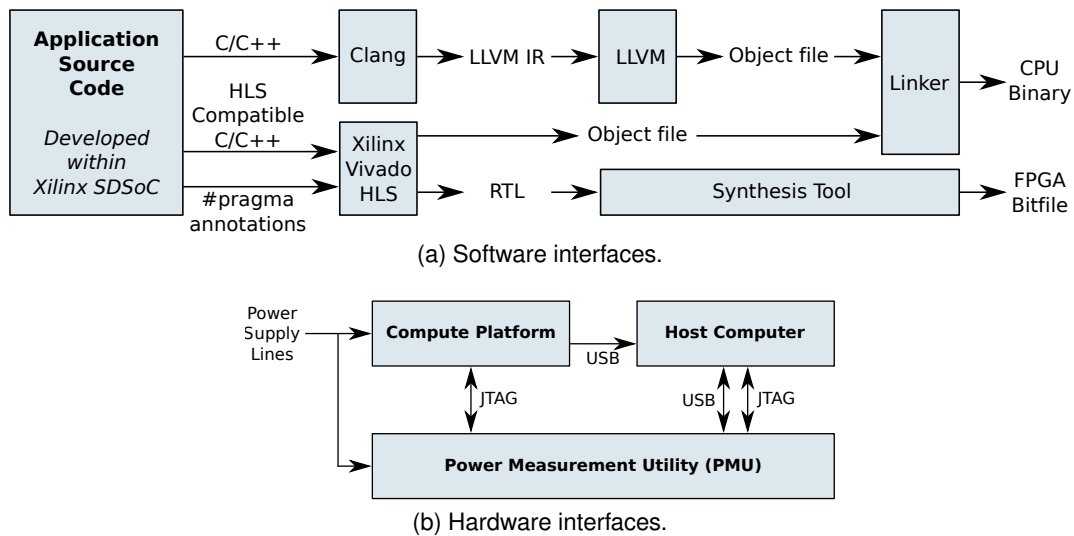 Application
Source
Code
Developed
within
Xilinx SDSoC
C/C++
HLS
Compatible
C/C++
#pragma
annotations
Clang
LLVM IR
LLVM
Object file
Linker
CPU
Binary
Xilinx
Vivado
HLS
Object file
RTL
Synthesis Tool
FPGA
Bitfile
(a) Software interfaces.
Power
Supply
Lines
Compute Platform
USB
Host Computer
JTAG
USB
JTAG
Power Measurement Utility (PMU)
(b) Hardware interfaces.